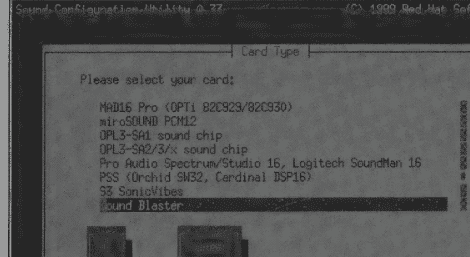 Sound Configuration Utility 0.37 (C) 1999 Red Hat Sof
Card Type
Please select your card:
MAD16 Pro (OPTi 82C929/82C930)
miroSOUND PCM12
OPL3-SA1 sound chip
OPL3-SA2/3/x sound chip
Pro Audio Spectrum/Studio 16, Logitech SoundMan 16
PSS (Orchid SW32, Cardinal DSP16)
S3 SonicVibes
Sound Blaster